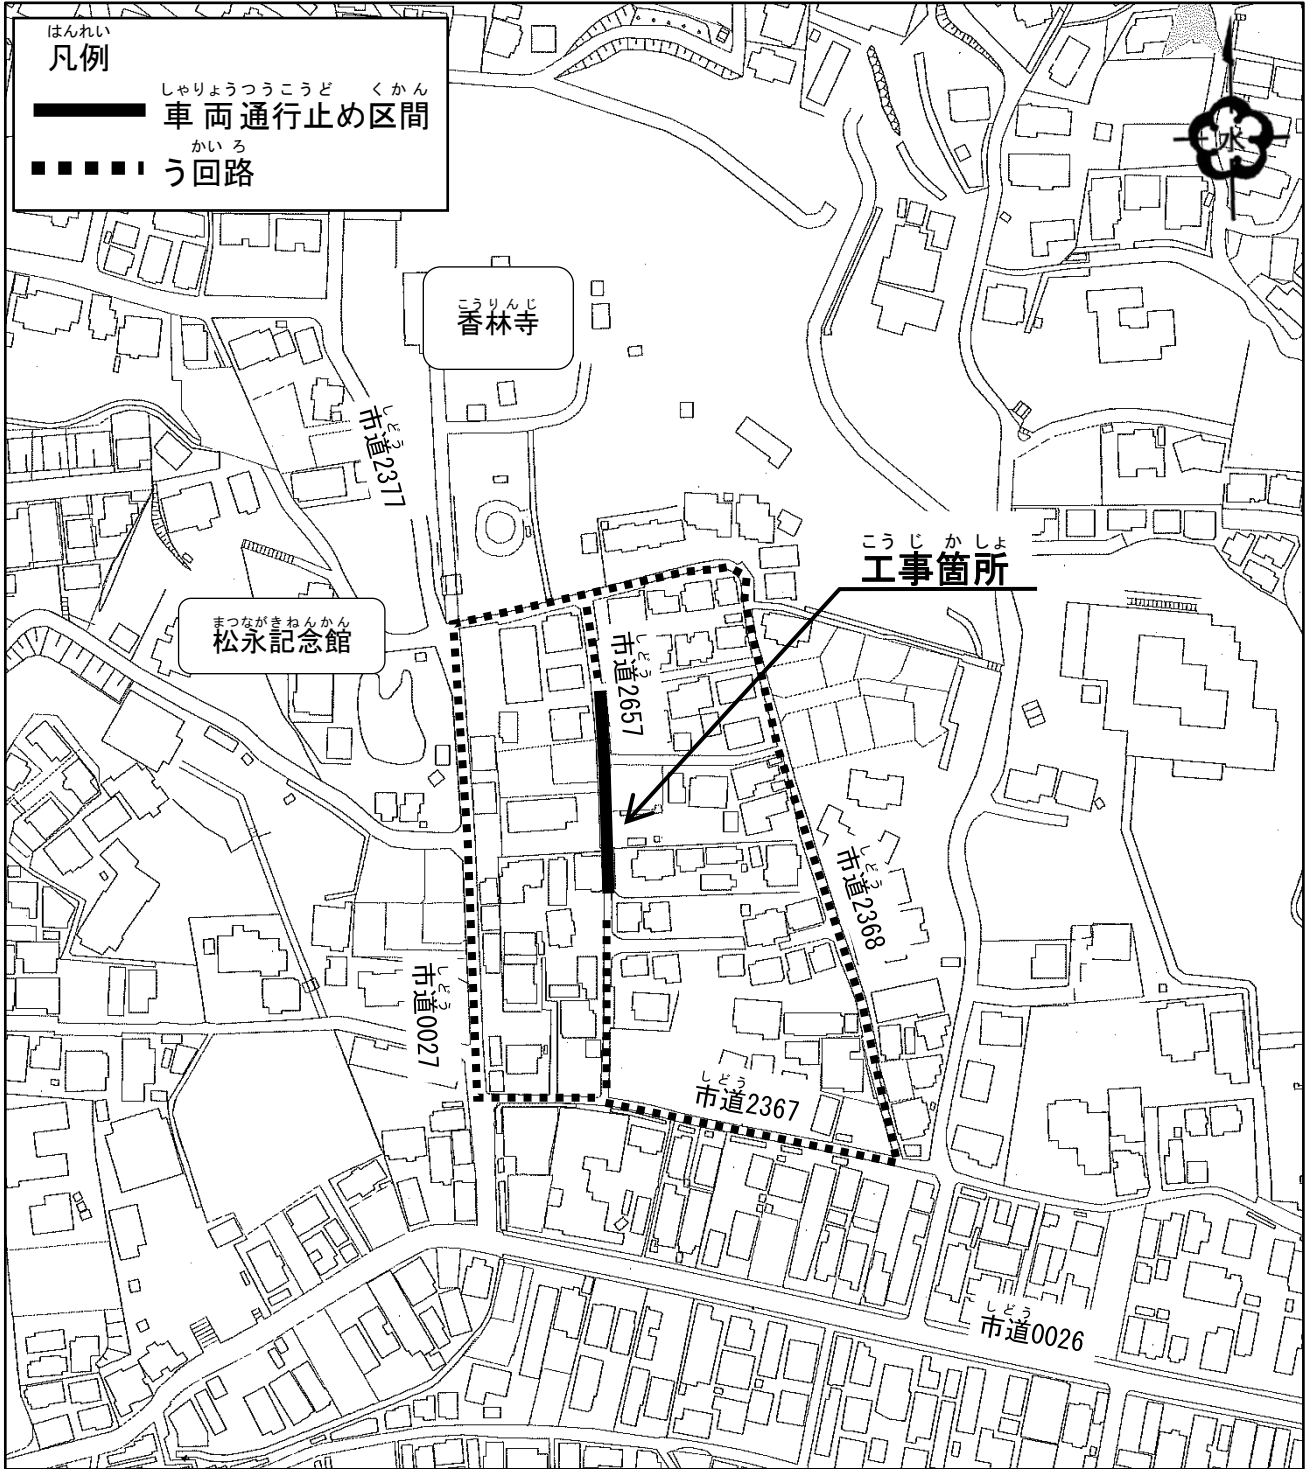 はんれい
凡例
しゃりょうつうこうど くかん
車両通行止め区間
かいろ
う回路
水
こうりんじ
香林寺
しどう
市道2377
こうじかしょ
工事箇所
まつながきねんかん
松永記念館
しどう
市道2657
しどう
市道2368
しどう
市道0027
しどう
市道2367
しどう
市道0026